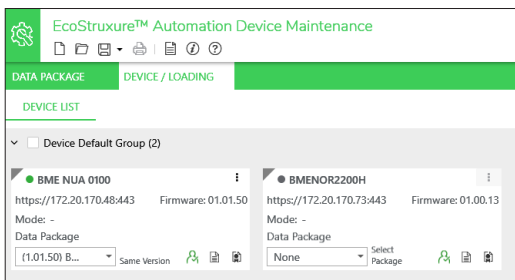 EcoStruxure™ Automation Device Maintenance
DATA PACKAGE DEVICE / LOADING
DEVICE LIST
Device Default Group (2)
BME NUA 0100
https://172.20.170.48:443 Firmware: 01.01.50
Mode: -
Data Package
(1.01.50) B... Same Version
BMENOR2200H
https://172.20.170.73:443 Firmware: 01.00.13
Mode: -
Data Package
None Select
Package